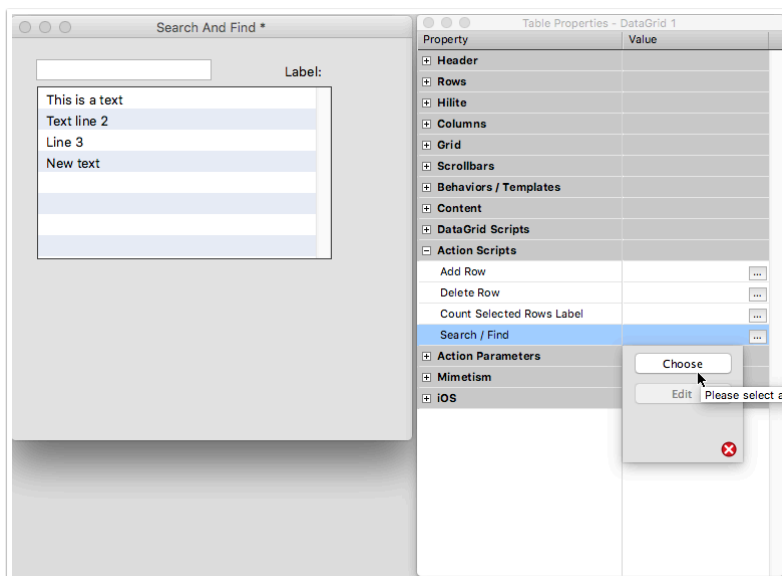 Search And Find *
Label:
This is a text
Text line 2
Line 3
New text
Table Properties - DataGrid 1
Property Value
Header
Rows
Hilite
Columns
Grid
Scrollbars
Behaviors / Templates
Content
DataGrid Scripts
Action Scripts
Add Row ...
Delete Row ...
Count Selected Rows Label ...
Search / Find ...
Action Parameters
Mimetism
iOS
Choose
Edit
Please select a